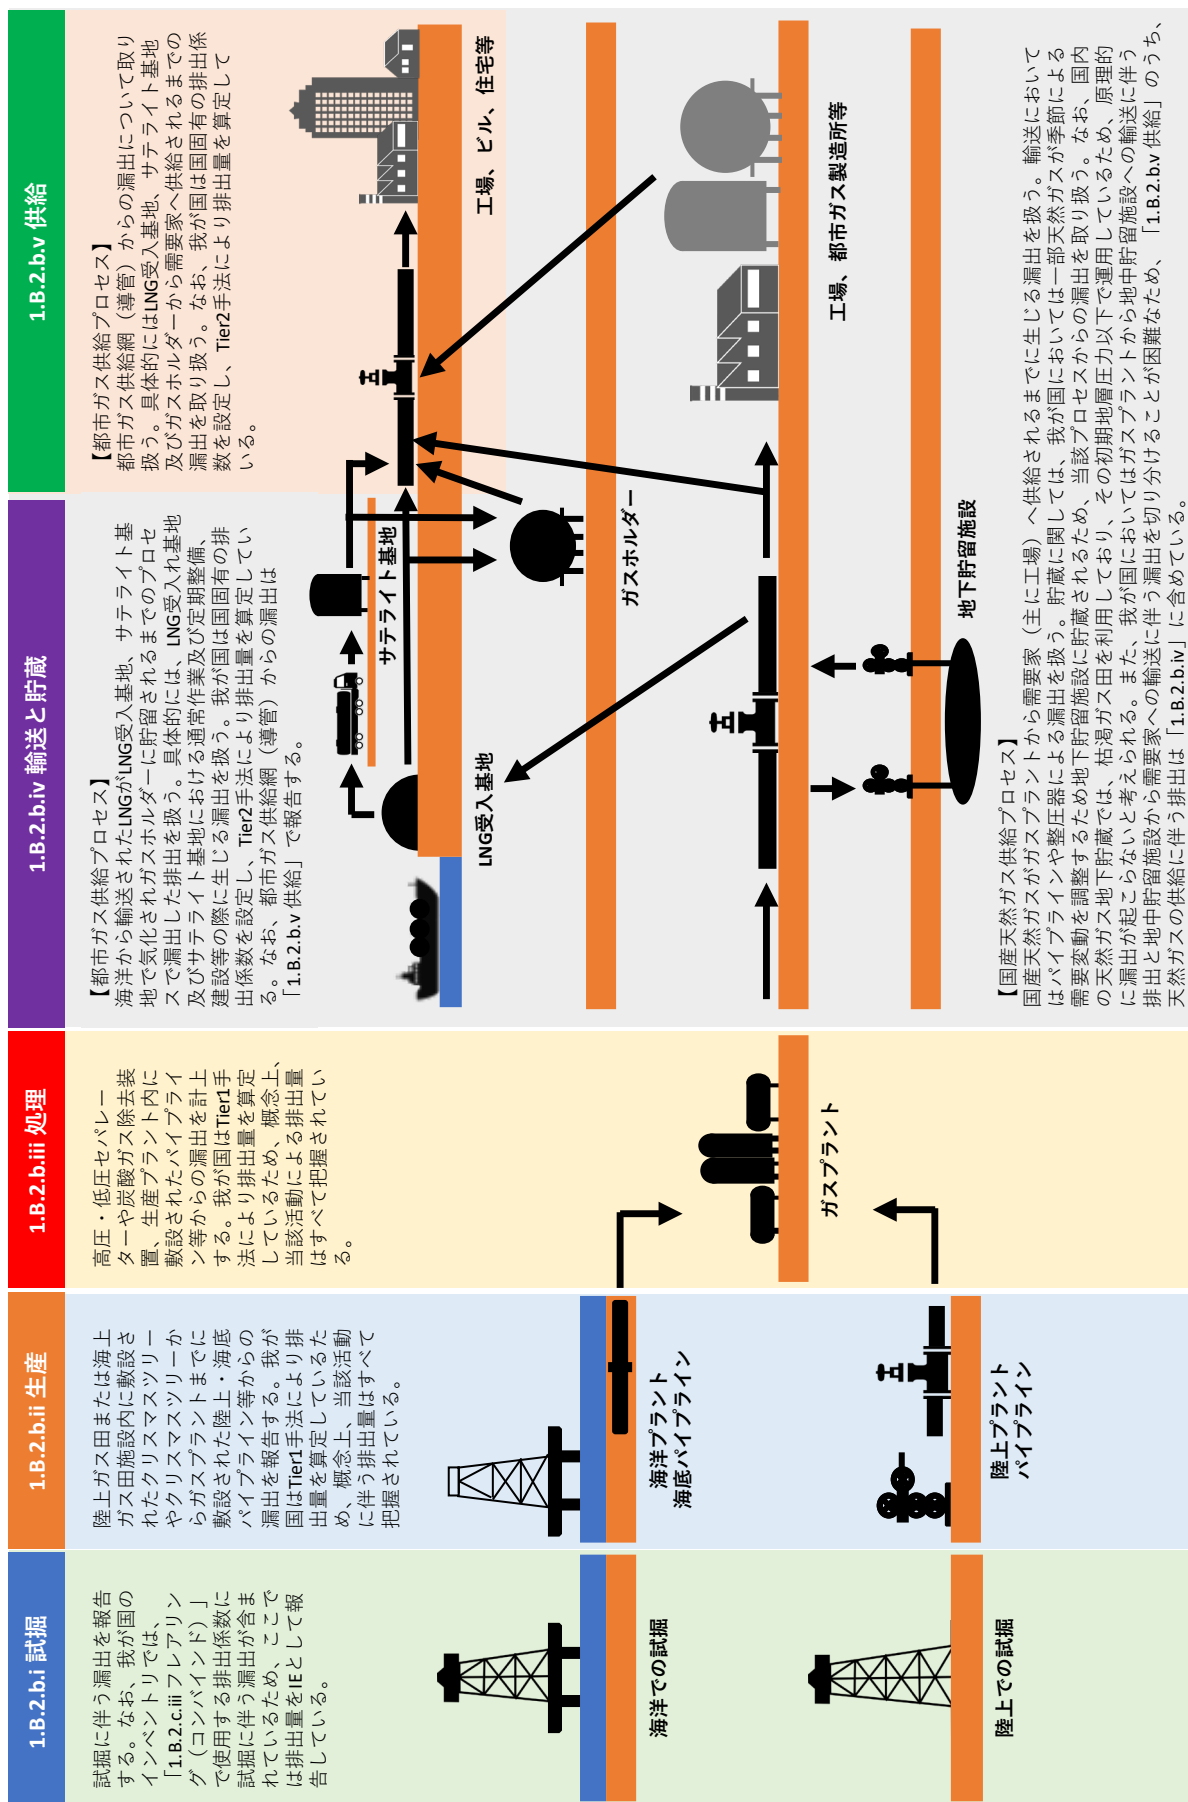 1.B.2.b.i 試掘
試掘に伴う漏出を報告
する。なお、我が国の
インベントリでは、
「1.B.2.c.iii フレアリン
グ（コンバインド）」
で使用する排出係数に
試掘に伴う漏出が含ま
れているため、ここで
は排出量をIEとして報
告している。
海洋での試掘
陸上での試掘
1.B.2.b.ii 生産
陸上ガス田または海上
ガス田施設内に敷設さ
れたクリスマスツリー
やクリスマスツリーか
らガスプラントまでに
敷設された陸上・海底
パイプライン等からの
漏出を報告する。我が
国はTier1手法により排
出量を算定しているた
め、概念上、当該活動
に伴う排出量はすべて
把握されている。
海洋プラント
海底パイプライン
陸上プラント
パイプライン
1.B.2.b.iii 処理
高圧・低圧セパレー
ターや炭酸ガス除去装
置、生産プラント内に
敷設されたパイプライ
ン等からの漏出を計上
する。我が国はTier1手
法により排出量を算定
しているため、概念上、
当該活動による排出量
はすべて把握されてい
る。
ガスプラント
1.B.2.b.iv 輸送と貯蔵
【都市ガス供給プロセス】
海洋から輸送されたLNGがLNG受入基地、サテライト基
地で気化されガスホルダーに貯留されるまでのプロセ
スで漏出した排出を扱う。具体的には、LNG受入れ基地
及びサテライト基地における通常作業及び定期整備、
建設等の際に生じる漏出を扱う。我が国は国固有の排
出係数を設定し、Tier2手法により排出量を算定してい
る。なお、都市ガス供給網（導管）からの漏出は
「1.B.2.b.v 供給」で報告する。
サテライト基地
LNG受入基地
ガスホルダー
地下貯留施設
1.B.2.b.v 供給
【都市ガス供給プロセス】
都市ガス供給網（導管）からの漏出について取り
扱う。具体的にはLNG受入基地、サテライト基地
及びガスホルダーから需要家へ供給されるまでの
漏出を取り扱う。なお、我が国は国固有の排出係
数を設定し、Tier2手法により排出量を算定して
いる。
工場、ビル、住宅等
工場、都市ガス製造所等
【国産天然ガス供給プロセス】
国産天然ガスがガスプラントから需要家（主に工場）へ供給されるまでに生じる漏出を扱う。輸送において
はパイプラインや整圧器による漏出を扱う。貯蔵に関しては、我が国においては一部天然ガスが季節による
需要変動を調整するため地下貯留施設に貯蔵されるため、当該プロセスからの漏出を取り扱う。なお、国内
の天然ガス地下貯蔵では、枯渇ガス田を利用しており、その初期地層圧力以下で運用しているため、原理的
に漏出が起こらないと考えられる。また、我が国においてはガスプラントから地中貯留施設への輸送に伴う
排出と地中貯留施設から需要家への輸送に伴う漏出を切り分けることが困難なため、「1.B.2.b.v 供給」のうち、
天然ガスの供給に伴う排出は「1.B.2.b.iv」に含めている。